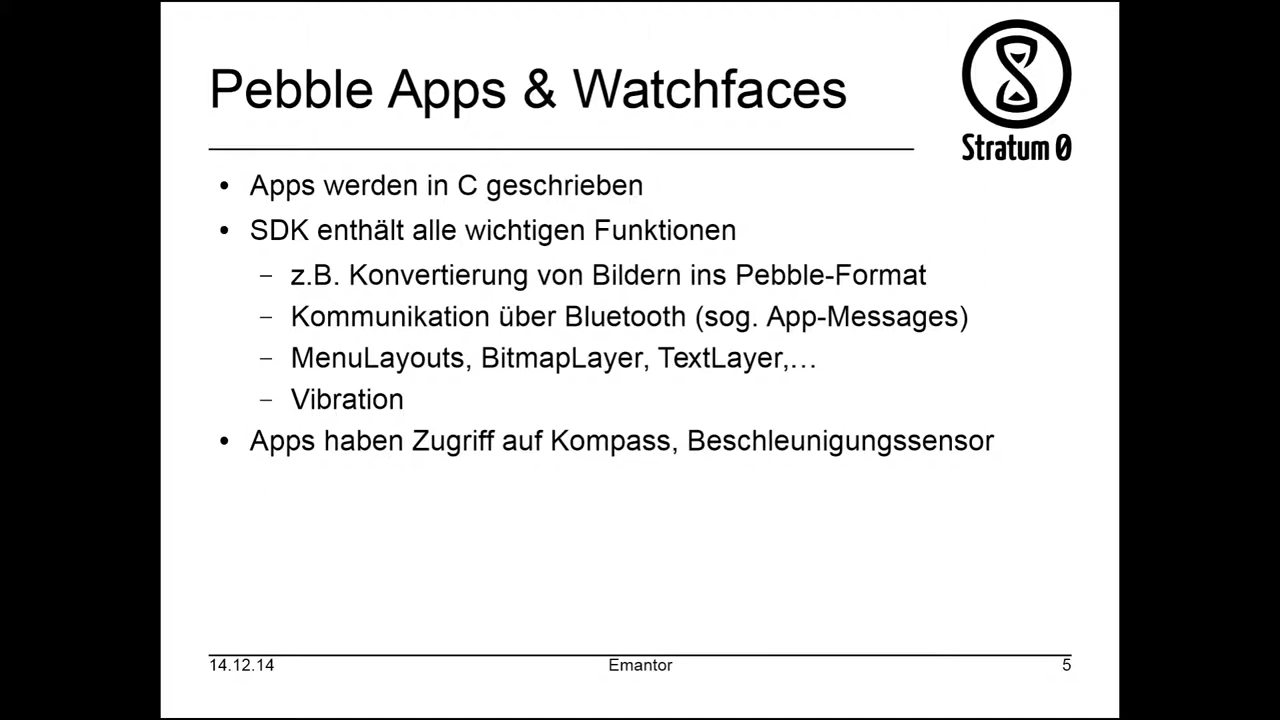 Pebble Apps & Watchfaces
Stratum 0
• Apps werden in C geschrieben
• SDK enthält alle wichtigen Funktionen
– z.B. Konvertierung von Bildern ins Pebble-Format
– Kommunikation über Bluetooth (sog. App-Messages)
– MenuLayouts, BitmapLayer, TextLayer,…
– Vibration
• Apps haben Zugriff auf Kompass, Beschleunigungssensor
14.12.14 Emantor 5